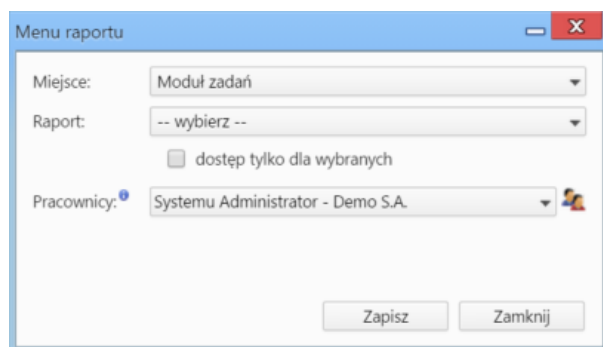 Menu raportu
Miejsce: Moduł zadań
Raport: -- wybierz --
dostęp tylko dla wybranych
Pracownicy: Systemu Administrator - Demo S.A.
Zapisz Zamknij